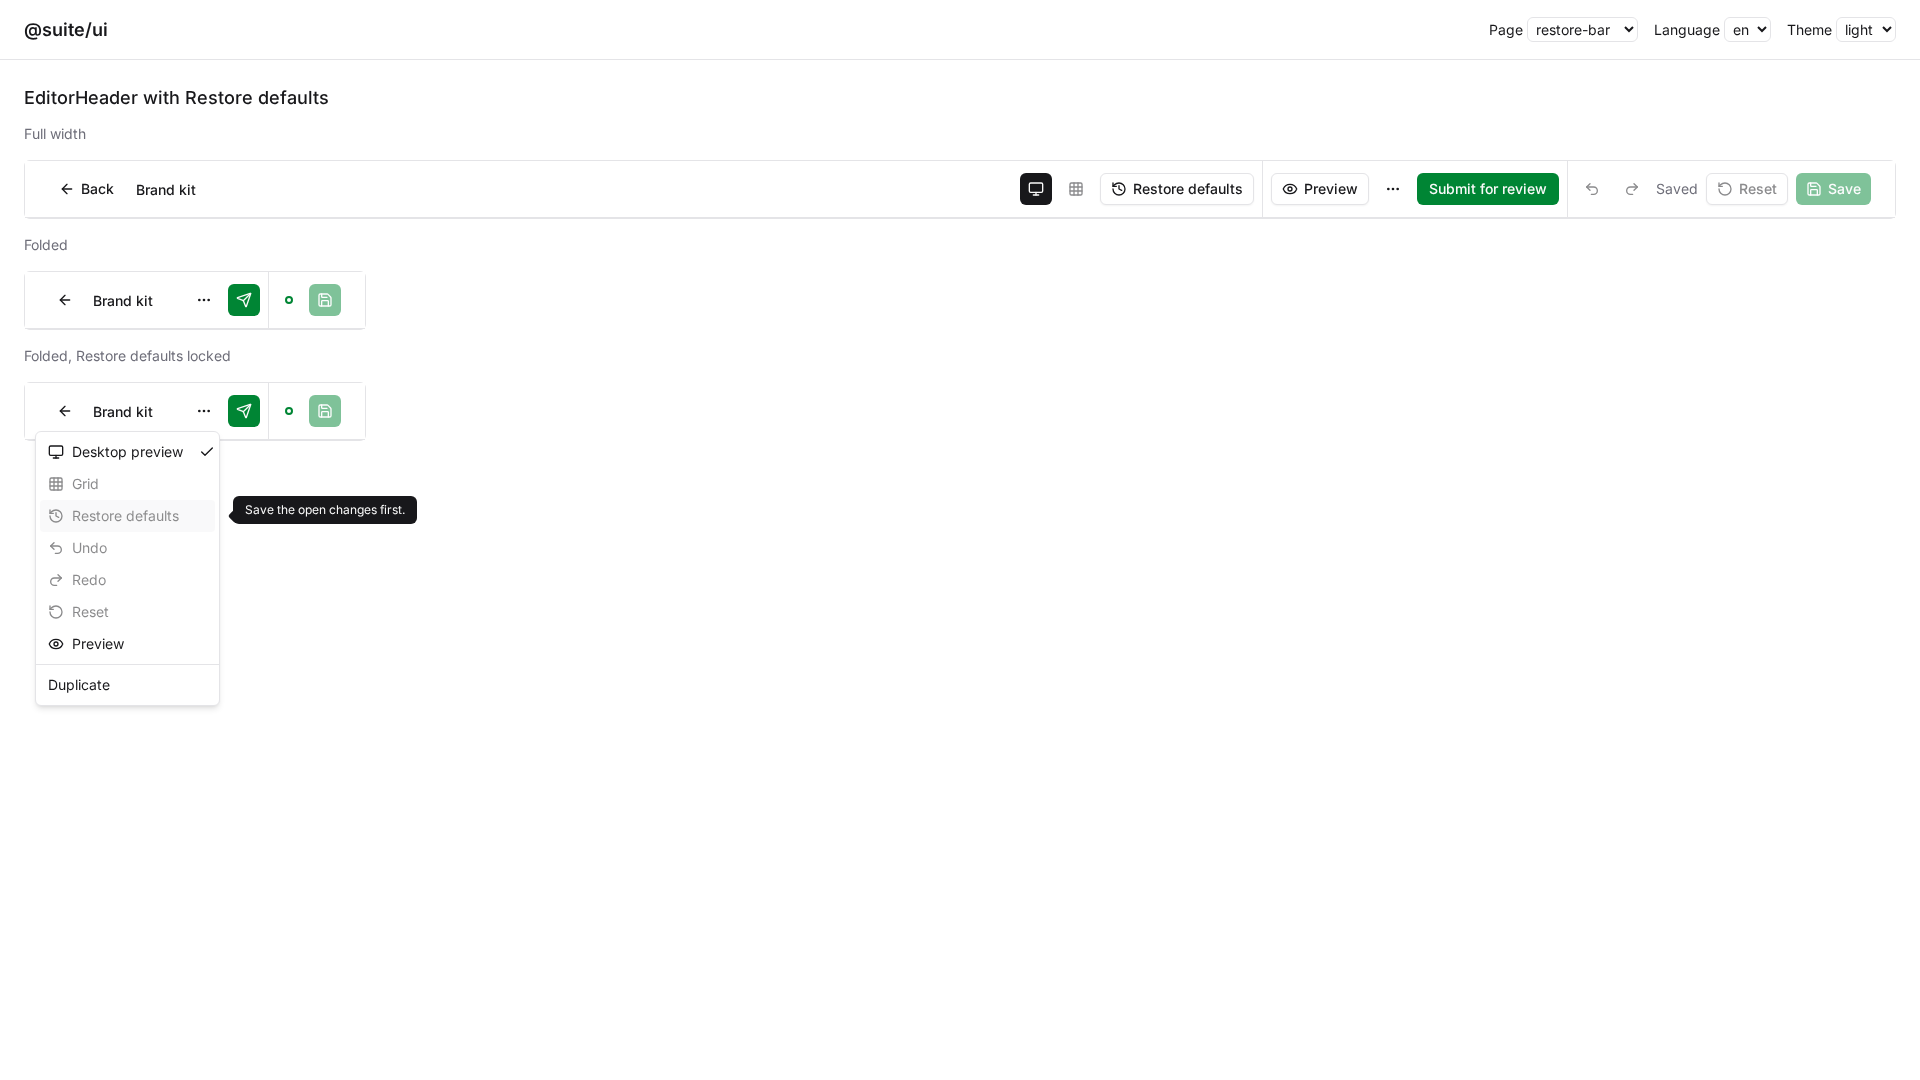 @suite/ui
Page restore-bar Language en Theme light
EditorHeader with Restore defaults
Full width
Back Brand kit Restore defaults Preview Submit for review Saved Reset Save
Folded
Brand kit
Folded, Restore defaults locked
Brand kit
Desktop preview
Grid
Restore defaults
Save the open changes first.
Undo
Redo
Reset
Preview
Duplicate